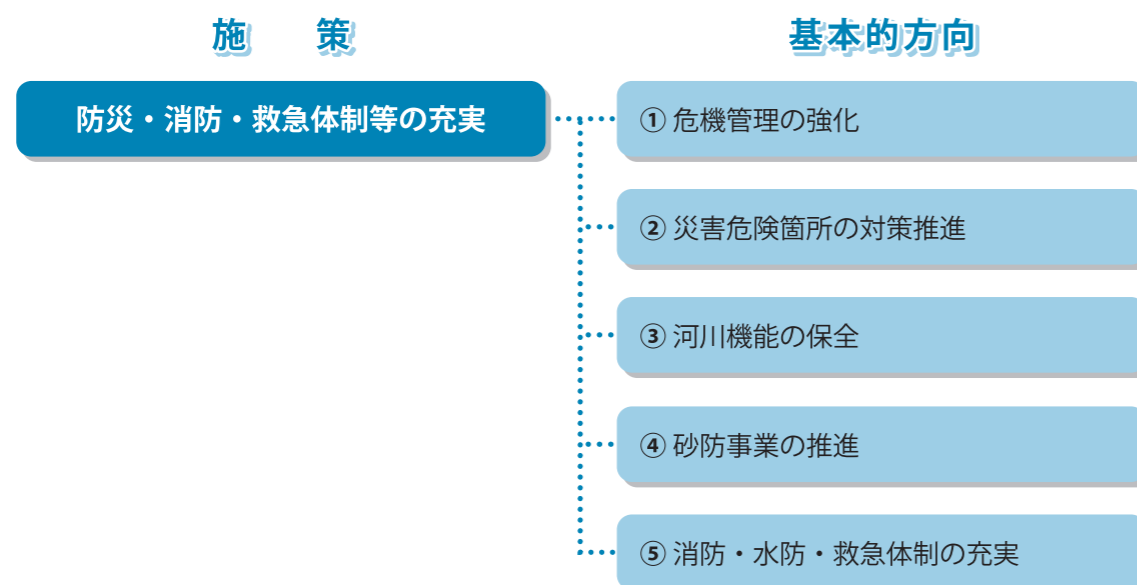 施　策
基本的方向
防災・消防・救急体制等の充実
① 危機管理の強化
② 災害危険箇所の対策推進
③ 河川機能の保全
④ 砂防事業の推進
⑤ 消防・水防・救急体制の充実